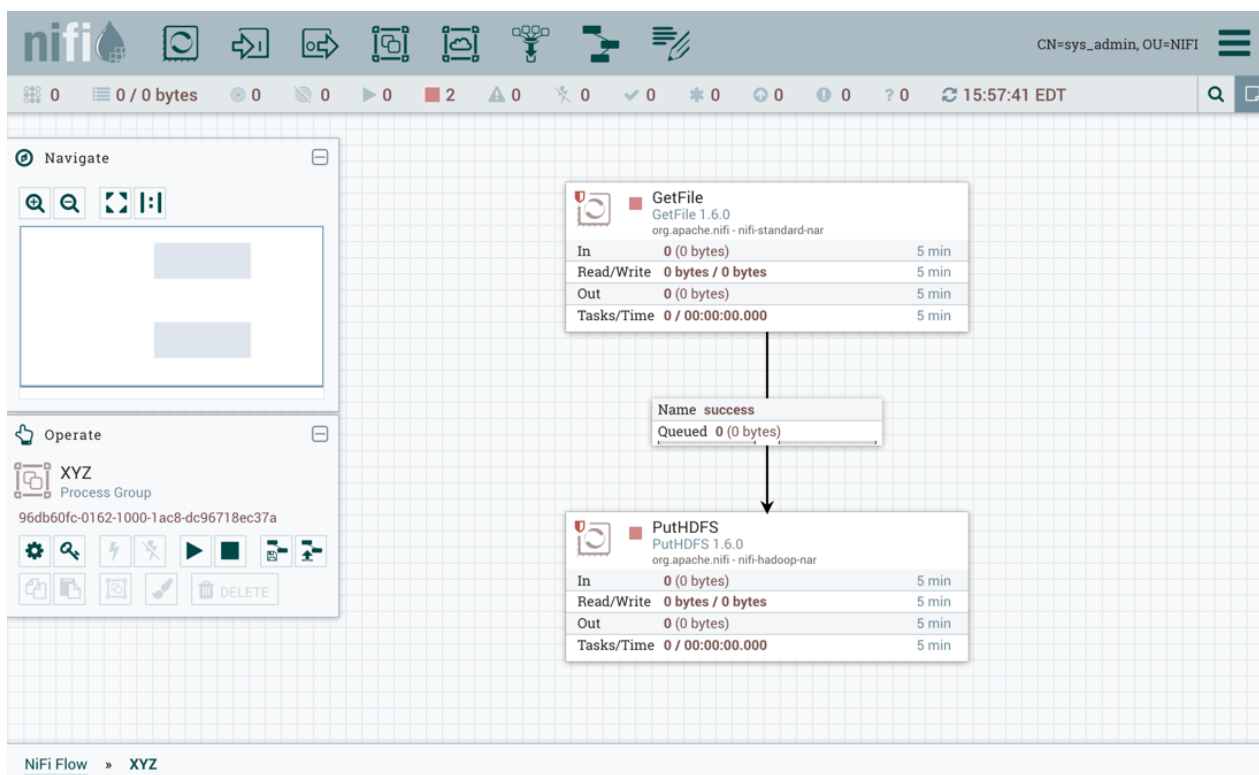 nifi
CN=sys_admin, OU=NIFI
0 0 / 0 bytes 0 0 0 2 0 0 0 0 0 0 ? 0 15:57:41 EDT
Navigate
GetFile
GetFile 1.6.0
org.apache.nifi - nifi-standard-nar
In 0 (0 bytes) 5 min
Read/Write 0 bytes / 0 bytes 5 min
Out 0 (0 bytes) 5 min
Tasks/Time 0 / 00:00:00.000 5 min
Name success
Queued 0 (0 bytes)
Operate
XYZ
Process Group
96db60fc-0162-1000-1ac8-dc96718ec37a
DELETE
PutHDFS
PutHDFS 1.6.0
org.apache.nifi - nifi-hadoop-nar
In 0 (0 bytes) 5 min
Read/Write 0 bytes / 0 bytes 5 min
Out 0 (0 bytes) 5 min
Tasks/Time 0 / 00:00:00.000 5 min
NiFi Flow » XYZ